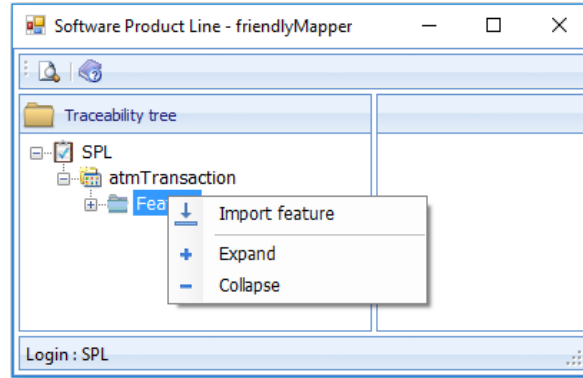 Software Product Line - friendlyMapper
Traceability tree
SPL
atmTransaction
Import feature
Expand
Collapse
Login : SPL